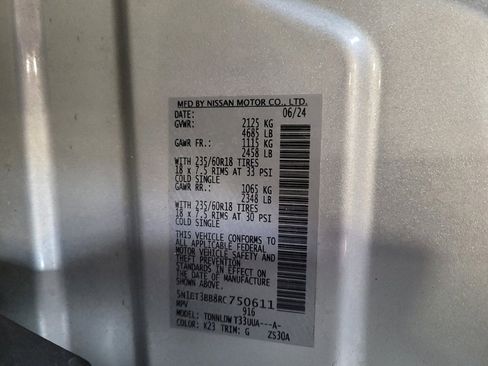 MFD BY NISSAN MOTOR CO., LTD.
DATE: 06/24
GVWR: 2125 KG
4685 LB
GAWR FR.: 1115 KG
2458 LB
WITH 235/60R18 TIRES
18 x 7.5 RIMS AT 33 PSI
COLD SINGLE
GAWR RR.: 1065 KG
2348 LB
WITH 235/60R18 TIRES
18 x 7.5 RIMS AT 30 PSI
COLD SINGLE
THIS VEHICLE CONFORMS TO
ALL APPLICABLE FEDERAL
MOTOR VEHICLE SAFETY AND
THEFT PREVENTION
STANDARDS IN EFFECT ON
THE DATE OF MANUFACTURE
SHOWN ABOVE.
5N1BT3BB8RC750611
MPV 916
MODEL:
COLOR: K23 TRIM: G ZS30A